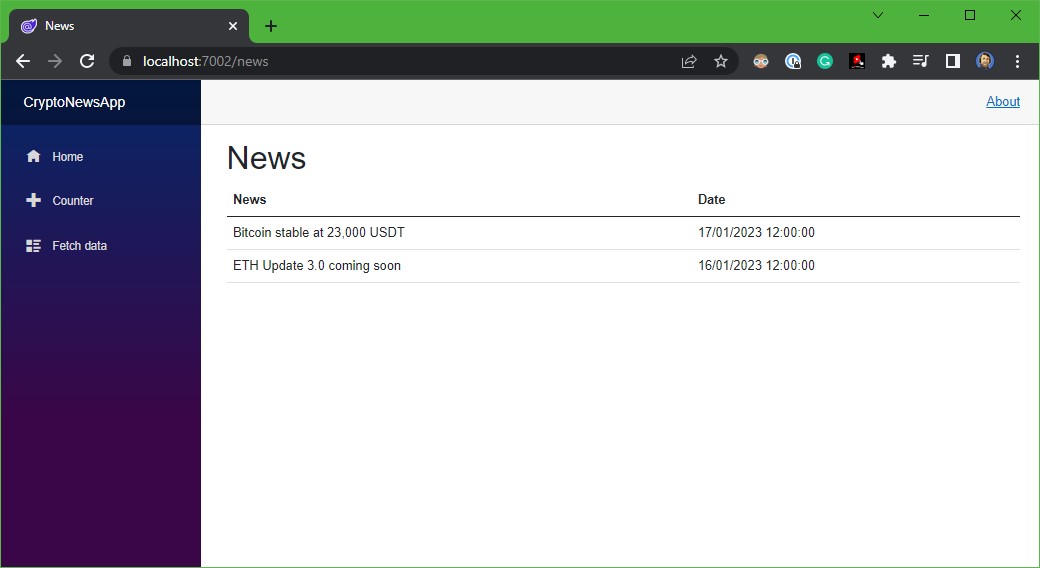 News
localhost:7002/news
CryptoNewsApp
About
Home
Counter
Fetch data
News
News Date
Bitcoin stable at 23,000 USDT 17/01/2023 12:00:00
ETH Update 3.0 coming soon 16/01/2023 12:00:00